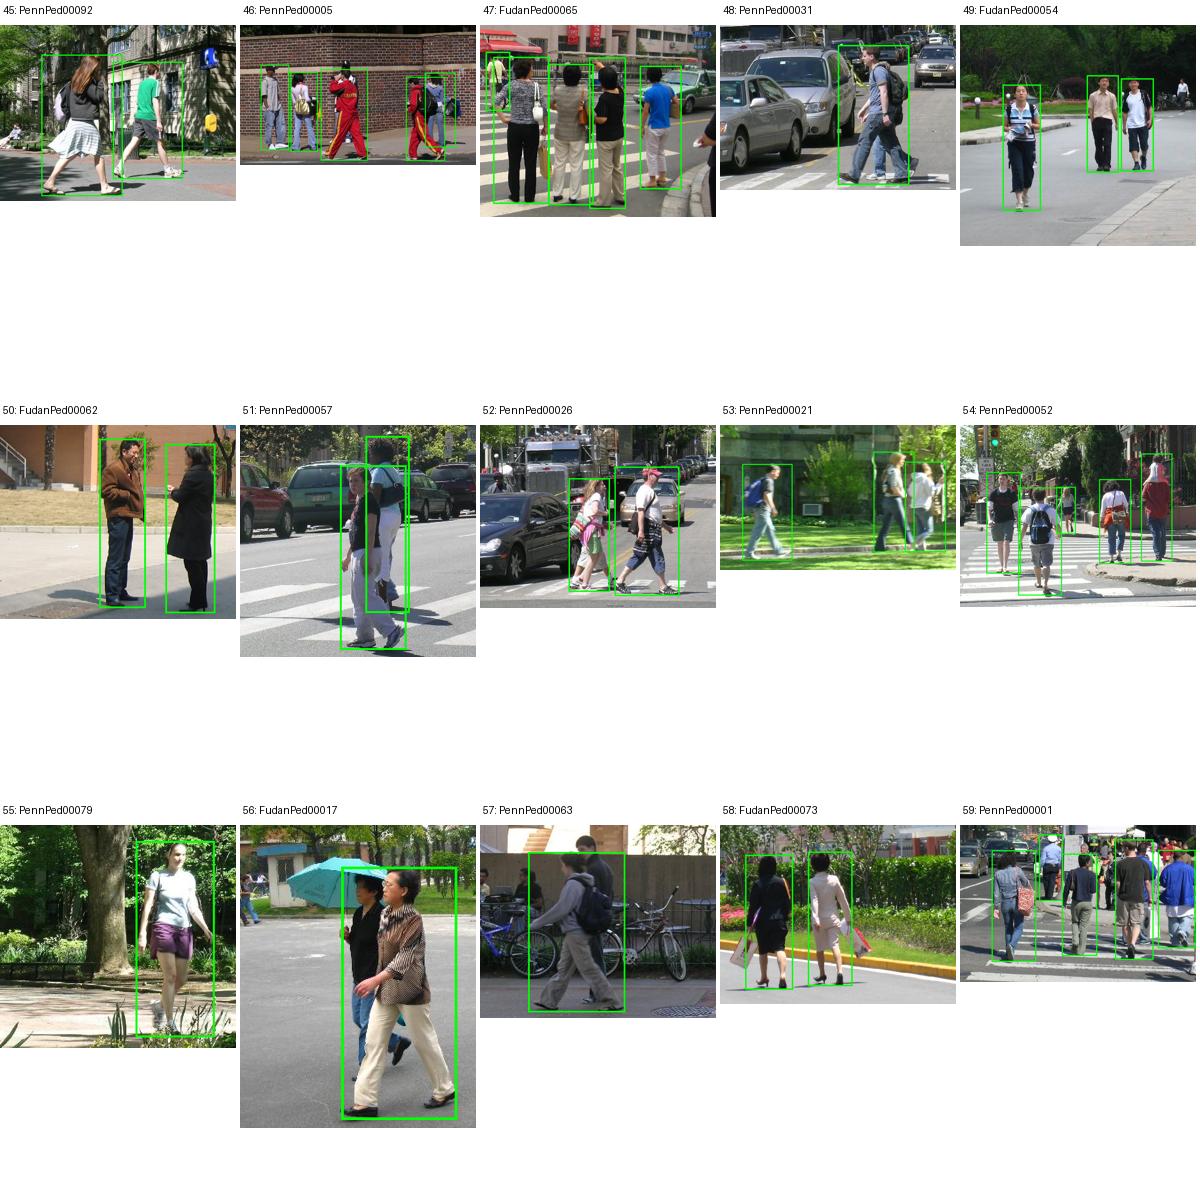 45: PennPed00092
46: PennPed00005
47: FudanPed00065
48: PennPed00031
49: FudanPed00054
50: FudanPed00062
51: PennPed00057
52: PennPed00026
53: PennPed00021
54: PennPed00052
55: PennPed00079
56: FudanPed00017
57: PennPed00063
58: FudanPed00073
59: PennPed00001